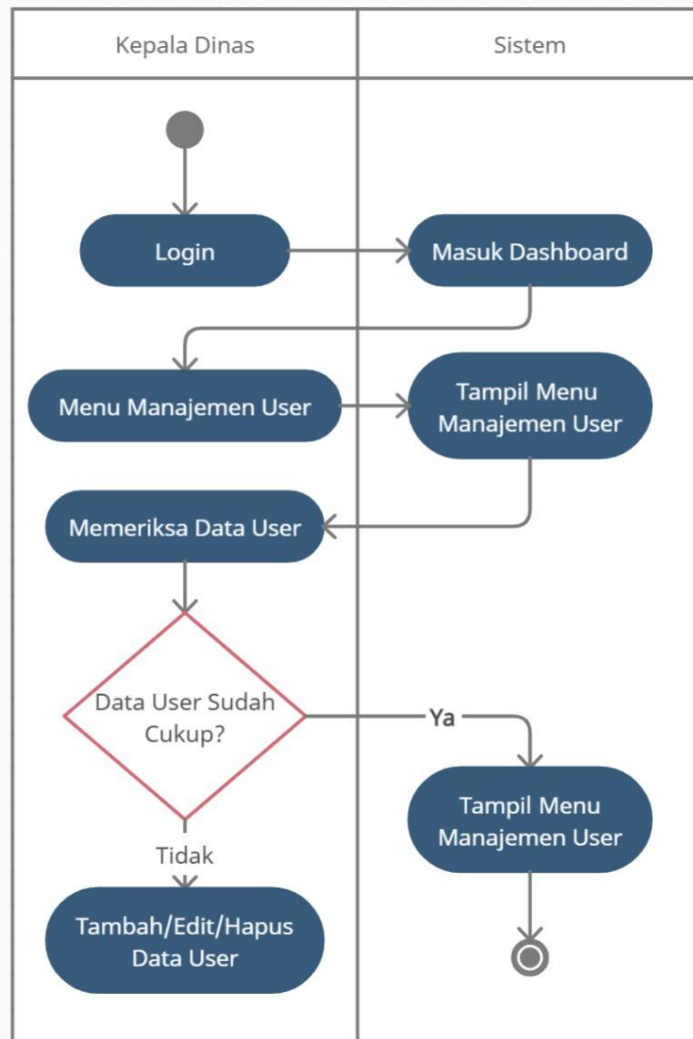 Kepala Dinas
Sistem
Login
Masuk Dashboard
Menu Manajemen User
Tampil Menu
Manajemen User
Memeriksa Data User
Data User Sudah
Cukup?
Ya
Tampil Menu
Manajemen User
Tidak
Tambah/Edit/Hapus
Data User